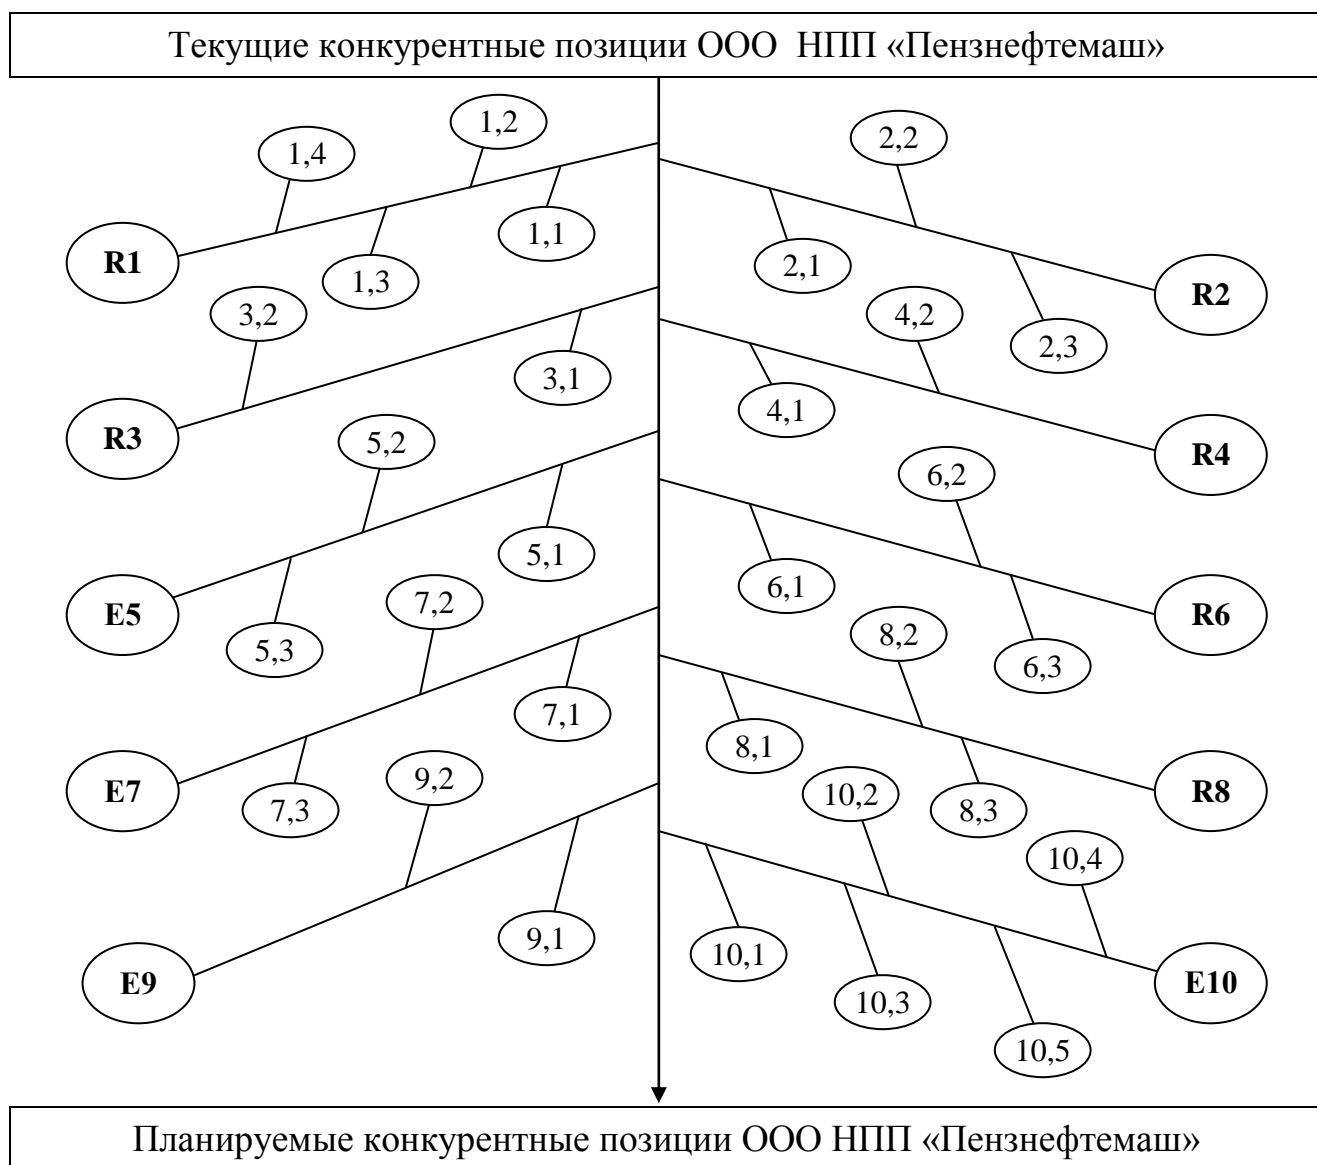 Текущие конкурентные позиции ООО НПП «Пензнефтемаш»
1,2
2,2
1,4
1,1
R1
2,1
1,3
R2
3,2
4,2
2,3
3,1
4,1
R3
5,2
R4
6,2
5,1
6,1
7,2
E5
R6
8,2
5,3
6,3
7,1
8,1
9,2
E7
R8
10,2
7,3
8,3
10,4
9,1
10,1
E9
E10
10,3
10,5
Планируемые конкурентные позиции ООО НПП «Пензнефтемаш»